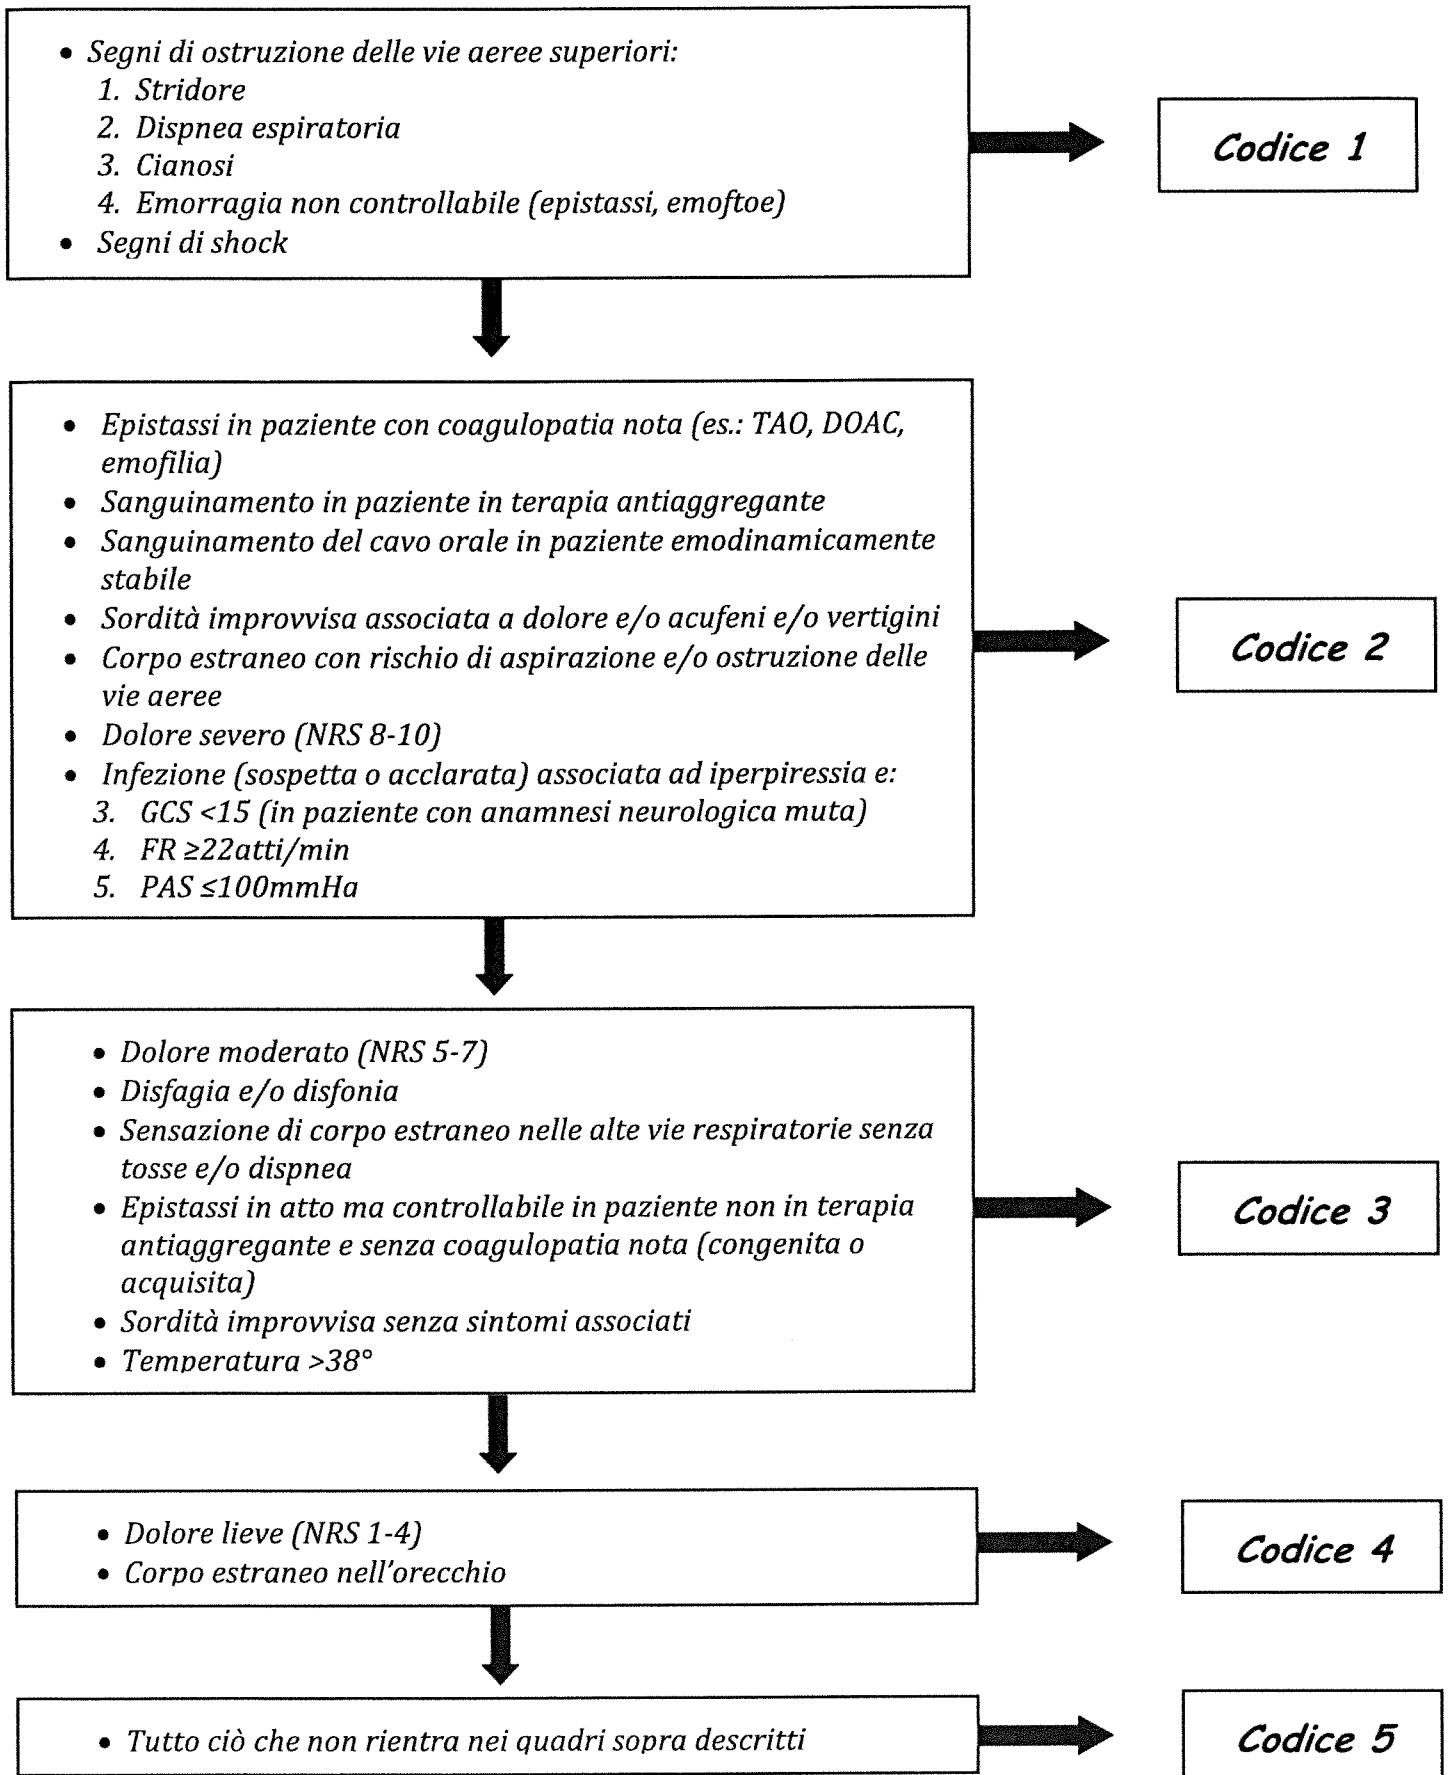 • Segni di ostruzione delle vie aeree superiori:
1. Stridore
2. Dispnea espiratoria
3. Cianosi
4. Emorragia non controllabile (epistassi, emoftoe)
• Segni di shock
Codice 1
• Epistassi in paziente con coagulopatia nota (es.: TAO, DOAC,
emofilia)
• Sanguinamento in paziente in terapia antiaggregante
• Sanguinamento del cavo orale in paziente emodinamicamente
stabile
• Sordità improvvisa associata a dolore e/o acufeni e/o vertigini
• Corpo estraneo con rischio di aspirazione e/o ostruzione delle
vie aeree
• Dolore severo (NRS 8-10)
• Infezione (sospetta o acclarata) associata ad iperpiressia e:
3. GCS <15 (in paziente con anamnesi neurologica muta)
4. FR ≥22atti/min
5. PAS ≤100mmHa
Codice 2
• Dolore moderato (NRS 5-7)
• Disfagia e/o disfonia
• Sensazione di corpo estraneo nelle alte vie respiratorie senza
tosse e/o dispnea
• Epistassi in atto ma controllabile in paziente non in terapia
antiaggregante e senza coagulopatia nota (congenita o
acquisita)
• Sordità improvvisa senza sintomi associati
• Temperatura >38°
Codice 3
• Dolore lieve (NRS 1-4)
• Corpo estraneo nell'orecchio
Codice 4
• Tutto ciò che non rientra nei quadri sopra descritti
Codice 5